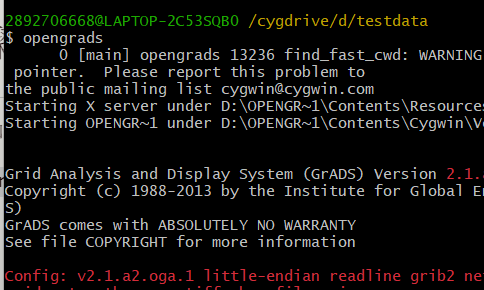 2892706668@LAPTOP-2C53SQB0 /cygdrive/d/testdata
$ opengrads
0 [main] opengrads 13236 find_fast_cwd: WARNING
pointer. Please report this problem to
the public mailing list cygwin@cygwin.com
Starting X server under D:\OPENGR~1\Contents\Resources
Starting OPENGR~1 under D:\OPENGR~1\Contents\Cygwin\Ve
Grid Analysis and Display System (GrADS) Version 2.1.a
Copyright (c) 1988-2013 by the Institute for Global En
S)
GrADS comes with ABSOLUTELY NO WARRANTY
See file COPYRIGHT for more information
Config: v2.1.a2.oga.1 little-endian readline grib2 ne